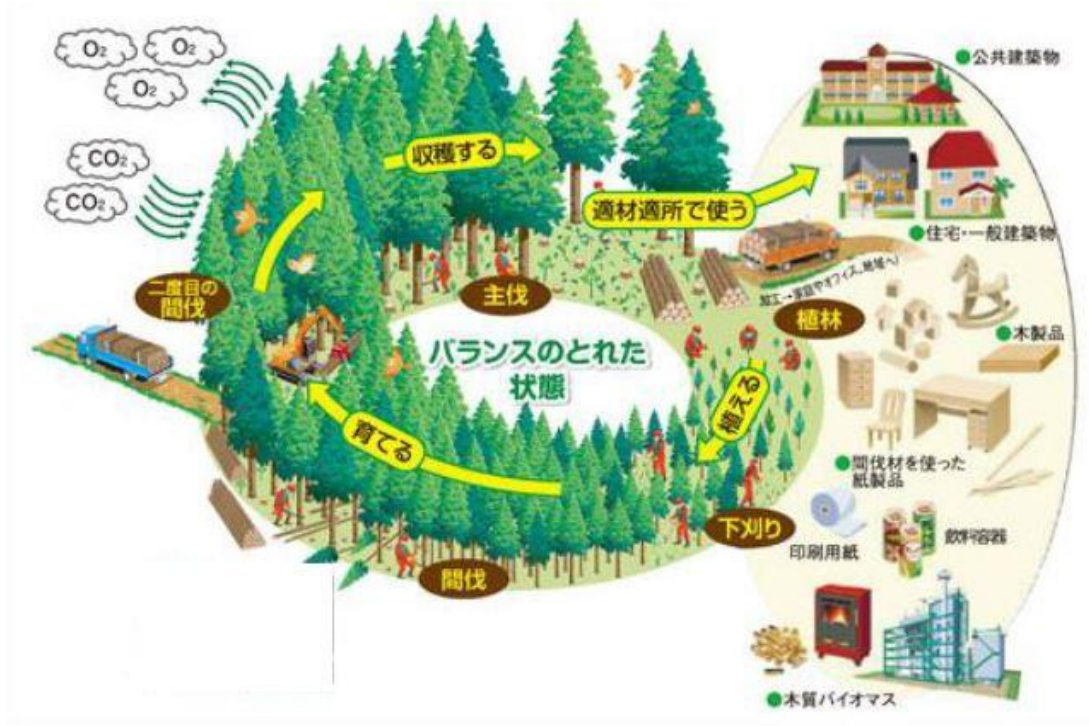 O₂
O₂
O₂
CO₂
CO₂
収穫する
適材適所で使う
公共建築物
住宅・一般建築物
加工→家庭やオフィス、地域へ
二度目の
間伐
主伐
植林
木製品
バランスのとれた
状態
植える
育てる
間伐材を使った
紙製品
下刈り
印刷用紙
飲料容器
間伐
木質バイオマス